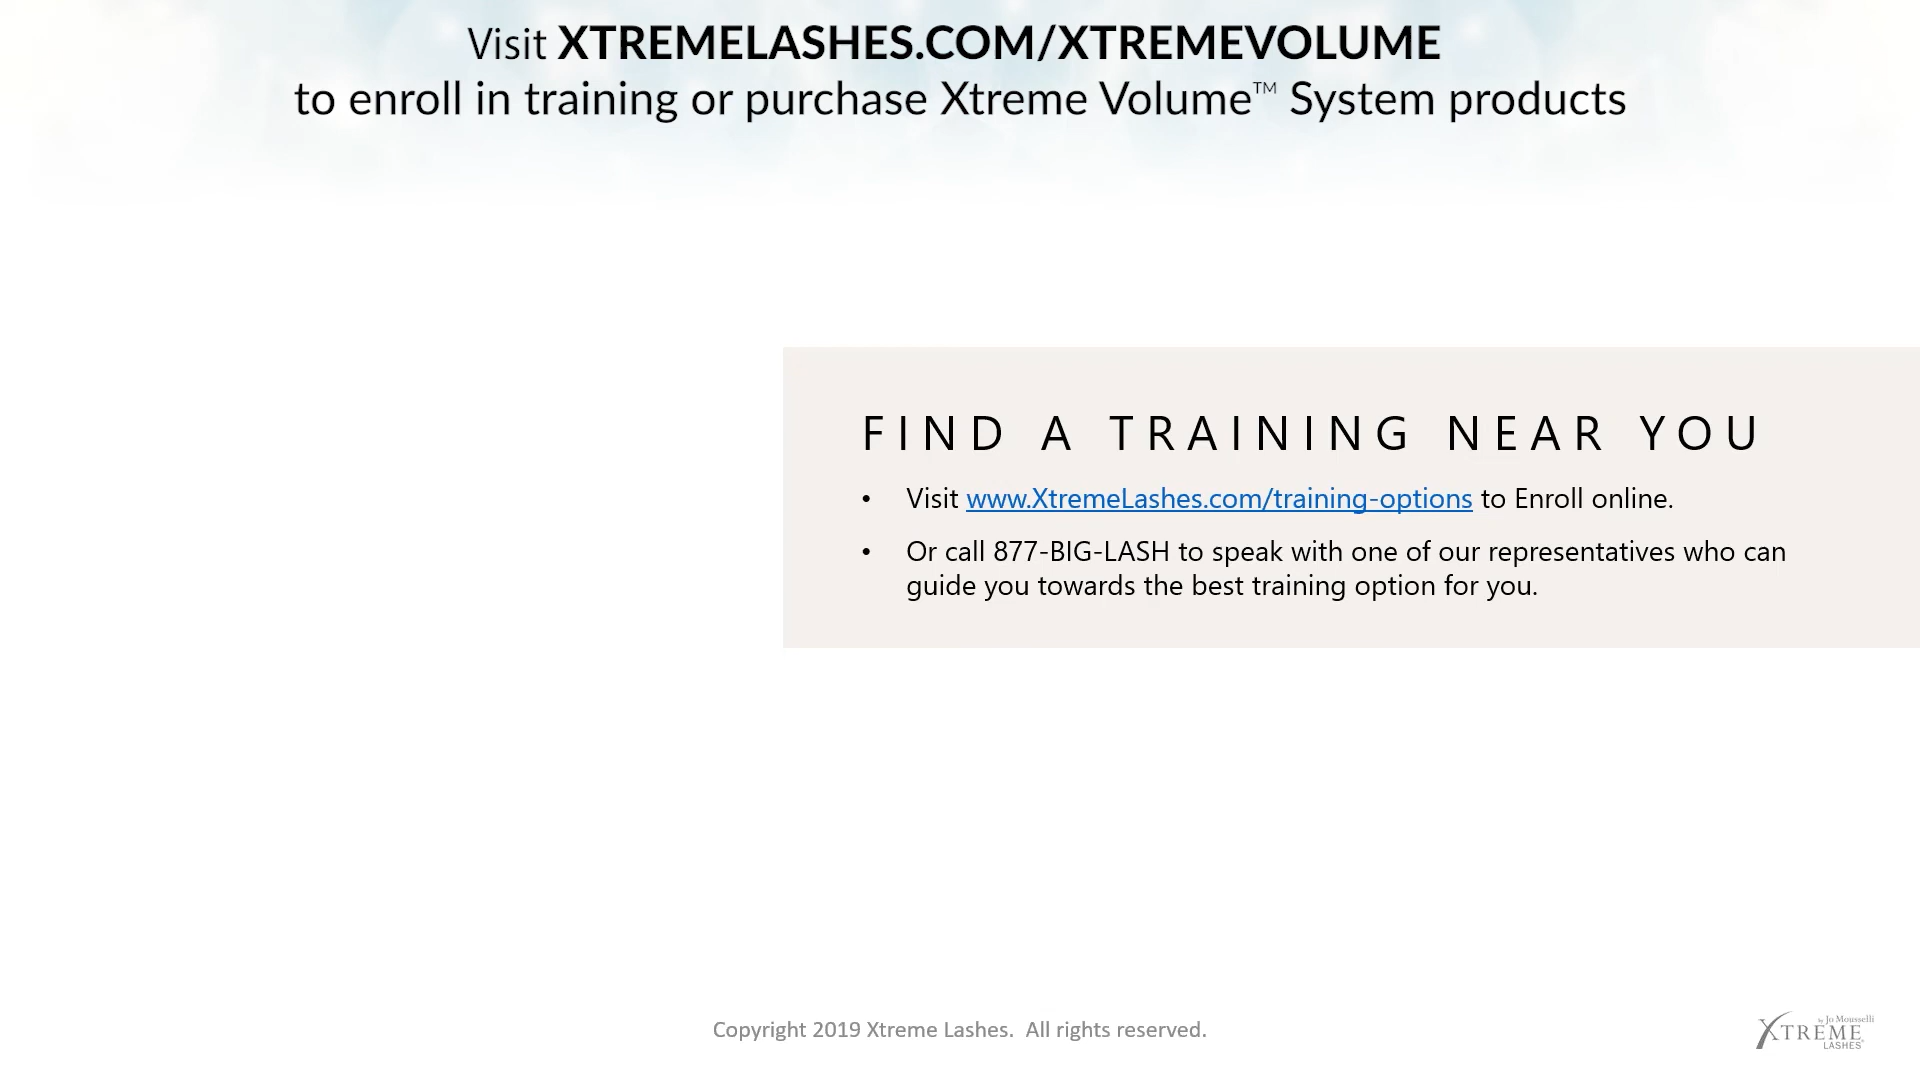 Visit XTREMELASHES.COM/XTREMEVOLUME
to enroll in training or purchase Xtreme Volume™ System products
FIND A TRAINING NEAR YOU
• Visit www.XtremeLashes.com/training-options to Enroll online.
• Or call 877-BIG-LASH to speak with one of our representatives who can
guide you towards the best training option for you.
Copyright 2019 Xtreme Lashes. All rights reserved.
by Jo Mousselli
XTREME
LASHES®